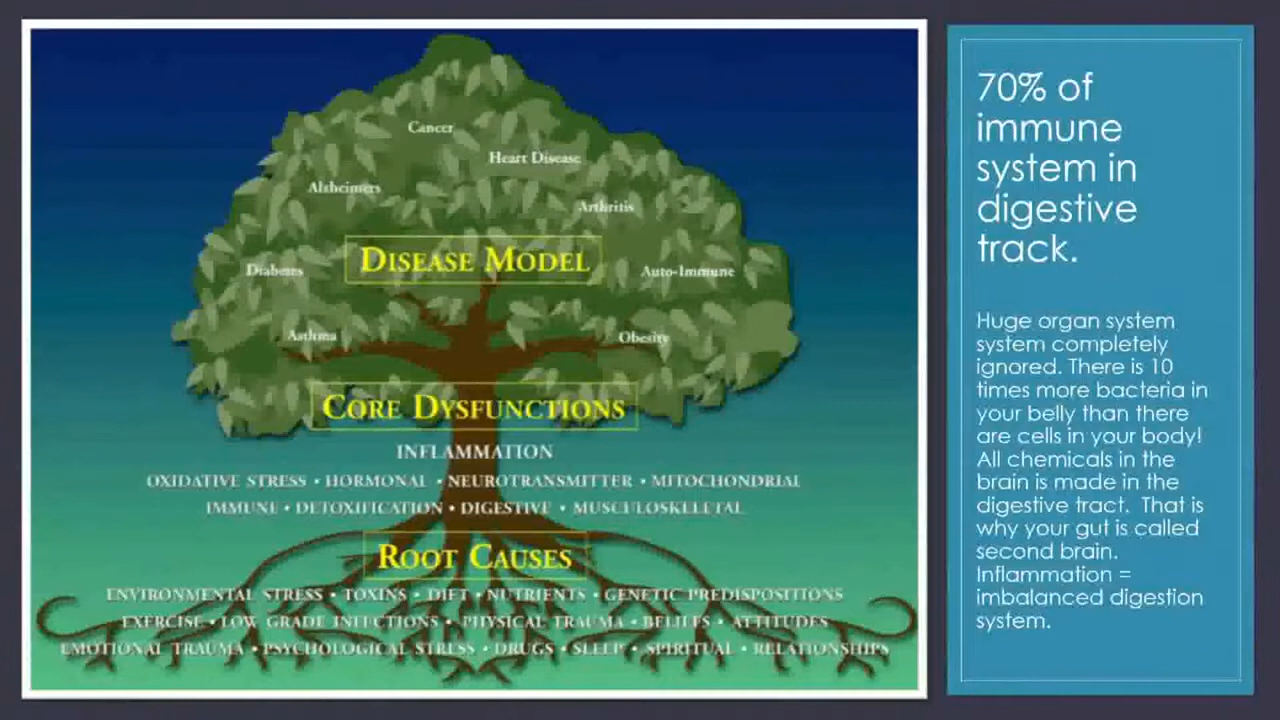 Cancer
Heart Disease
Alzheimers
Arthritis
DISEASE MODEL
Diabetes
Auto-Immune
Asthma
Obesity
CORE DYSFUNCTIONS
INFLAMMATION
OXIDATIVE STRESS • HORMONAL • NEUROTRANSMITTER • MITOCHONDRIAL
IMMUNE • DETOXIFICATION • DIGESTIVE • MUSCULOSKELETAL
ROOT CAUSES
ENVIRONMENTAL STRESS • TOXINS • DIET • NUTRIENTS • GENETIC PREDISPOSITIONS
EXERCISE • LOW GRADE INFECTIONS • PHYSICAL TRAUMA • BELIEFS • ATTITUDES
EMOTIONAL TRAUMA • PSYCHOLOGICAL STRESS • DRUGS • SLEEP • SPIRITUAL • RELATIONSHIPS
70% of
immune
system in
digestive
track.
Huge organ system
system completely
ignored. There is 10
times more bacteria in
your belly than there
are cells in your body!
All chemicals in the
brain is made in the
digestive tract. That is
why your gut is called
second brain.
Inflammation =
imbalanced digestion
system.